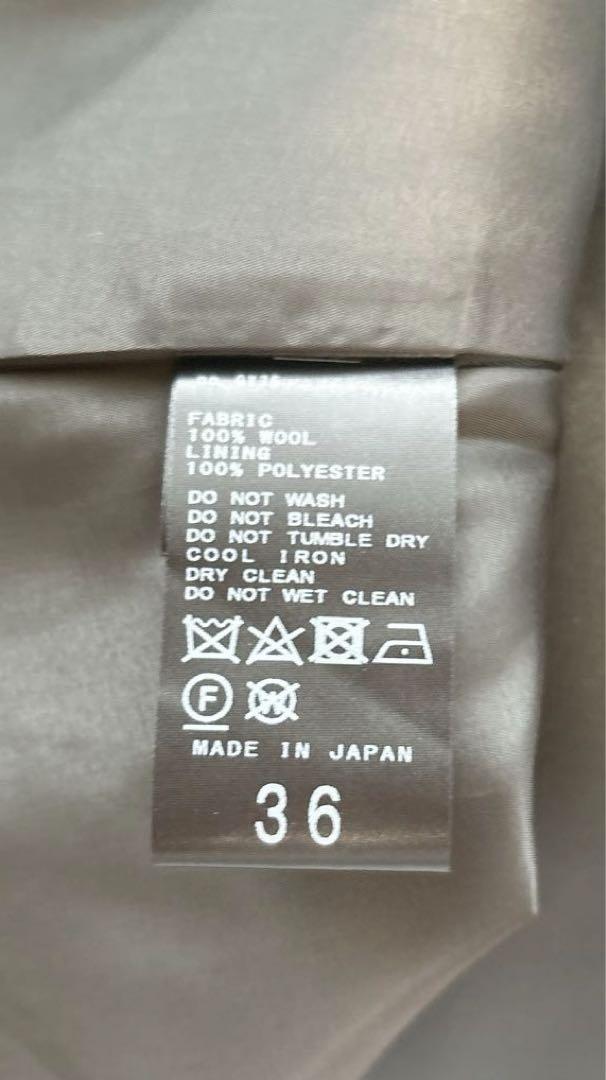 FABRIC
100% WOOL
LINING
100% POLYESTER
DO NOT WASH
DO NOT BLEACH
DO NOT TUMBLE DRY
COOL IRON
DRY CLEAN
DO NOT WET CLEAN
F W
MADE IN JAPAN
36